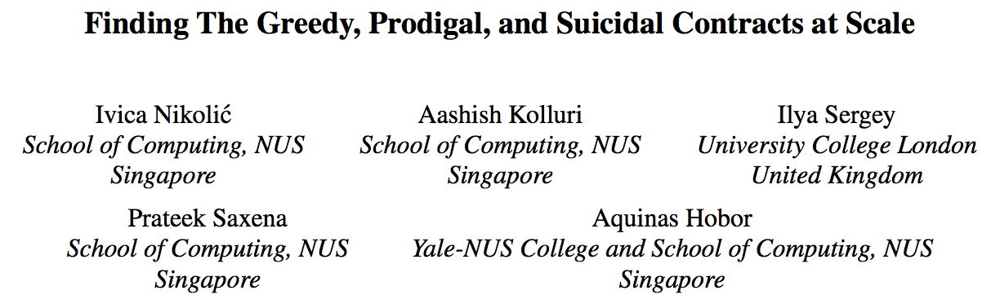 Finding The Greedy, Prodigal, and Suicidal Contracts at Scale
Ivica Nikolić
School of Computing, NUS
Singapore
Aashish Kolluri
School of Computing, NUS
Singapore
Ilya Sergey
University College London
United Kingdom
Prateek Saxena
School of Computing, NUS
Singapore
Aquinas Hobor
Yale-NUS College and School of Computing, NUS
Singapore